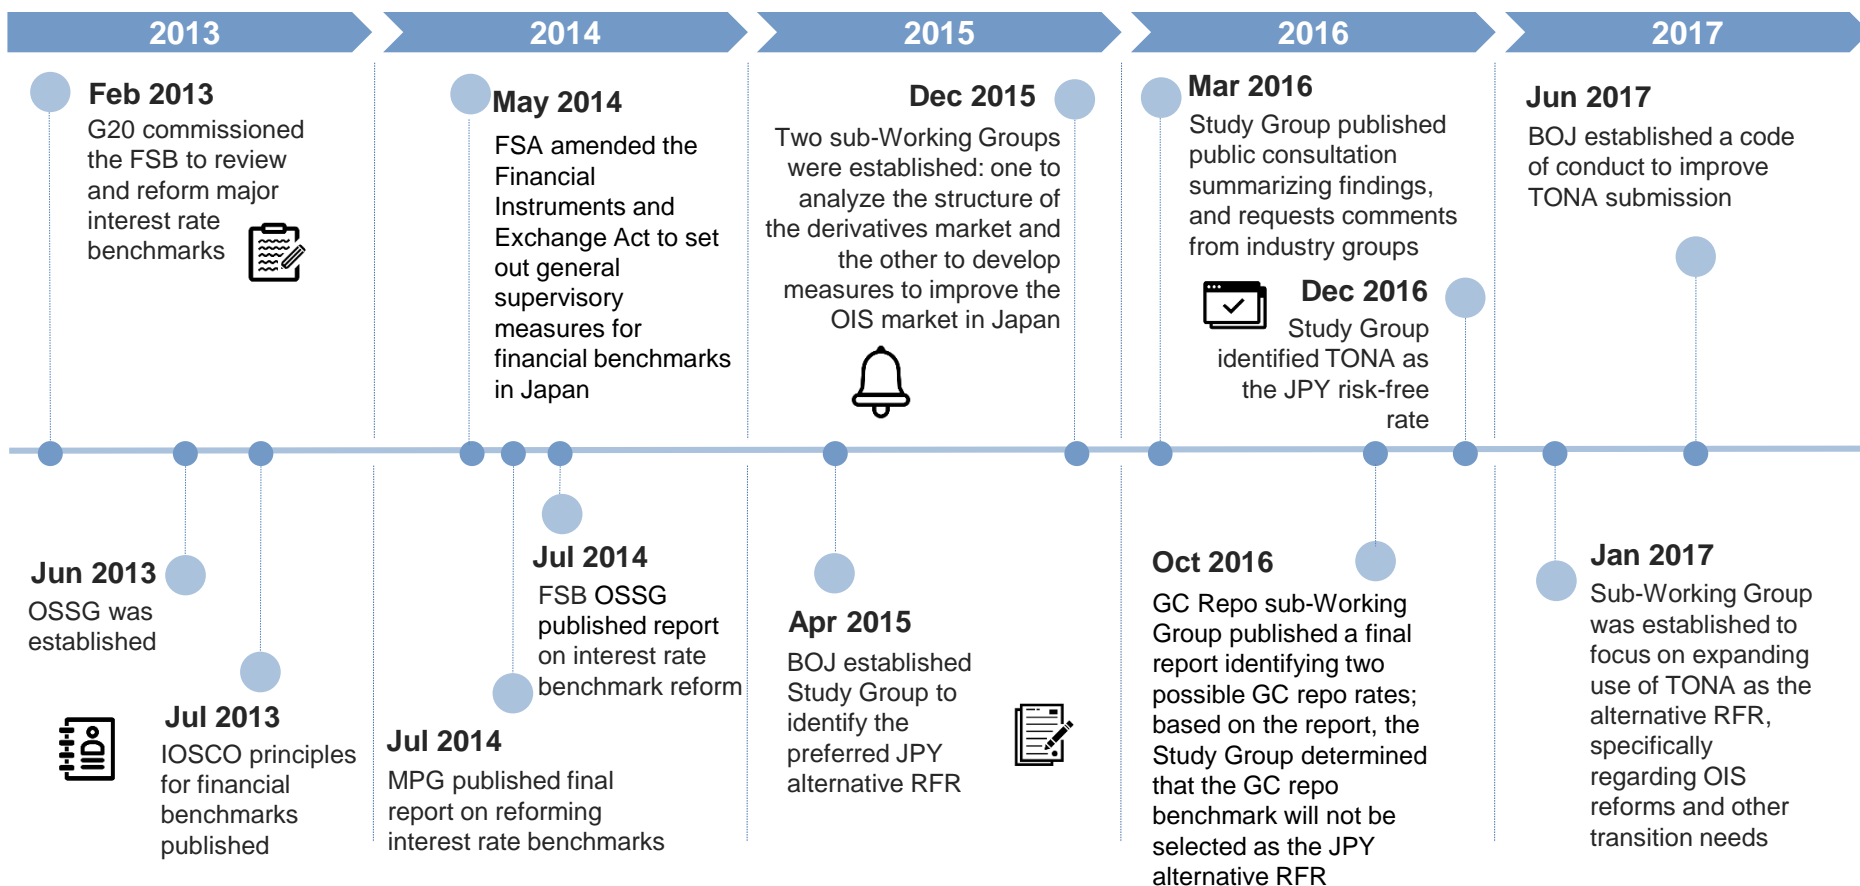 2013
2014
2015
2016
2017
Feb 2013
G20 commissioned
the FSB to review
and reform major
interest rate
benchmarks
May 2014
FSA amended the
Financial
Instruments and
Exchange Act to set
out general
supervisory
measures for
financial benchmarks
in Japan
Dec 2015
Two sub-Working Groups
were established: one to
analyze the structure of
the derivatives market and
the other to develop
measures to improve the
OIS market in Japan
Mar 2016
Study Group published
public consultation
summarizing findings,
and requests comments
from industry groups
Dec 2016
Study Group
identified TONA as
the JPY risk-free
rate
Jun 2017
BOJ established a code
of conduct to improve
TONA submission
Jun 2013
OSSG was
established
Jul 2013
IOSCO principles
for financial
benchmarks
published
Jul 2014
FSB OSSG
published report
on interest rate
benchmark reform
Jul 2014
MPG published final
report on reforming
interest rate benchmarks
Apr 2015
BOJ established
Study Group to
identify the
preferred JPY
alternative RFR
Oct 2016
GC Repo sub-Working
Group published a final
report identifying two
possible GC repo rates;
based on the report, the
Study Group determined
that the GC repo
benchmark will not be
selected as the JPY
alternative RFR
Jan 2017
Sub-Working Group
was established to
focus on expanding
use of TONA as the
alternative RFR,
specifically
regarding OIS
reforms and other
transition needs